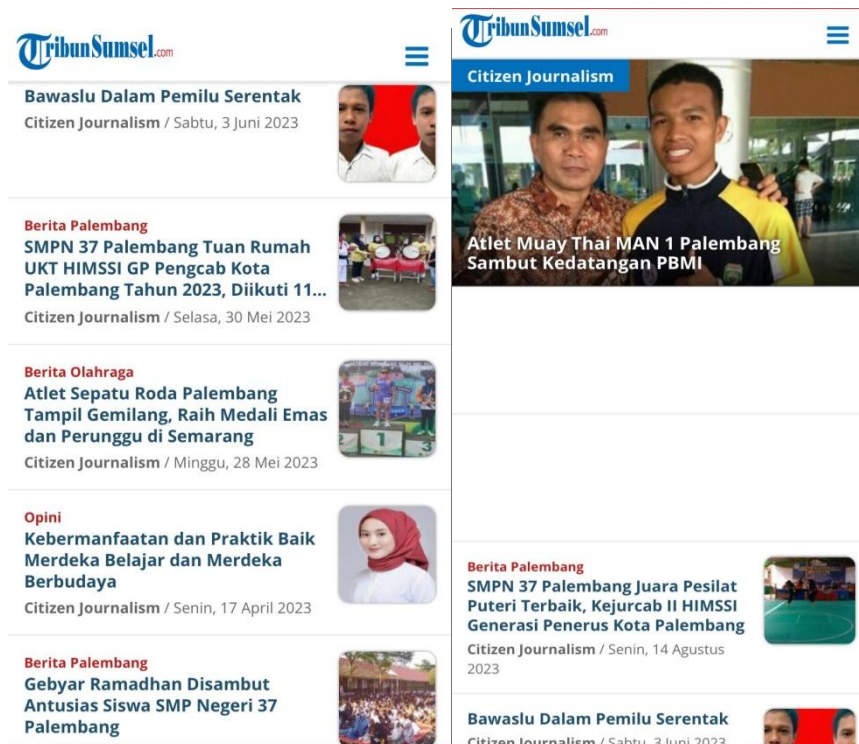 TribunSumsel.com
Bawaslu Dalam Pemilu Serentak
Citizen Journalism / Sabtu, 3 Juni 2023
Berita Palembang
SMPN 37 Palembang Tuan Rumah
UKT HIMSSI GP Pengcab Kota
Palembang Tahun 2023, Diikuti 11...
Citizen Journalism / Selasa, 30 Mei 2023
Berita Olahraga
Atlet Sepatu Roda Palembang
Tampil Gemilang, Raih Medali Emas
dan Perunggu di Semarang
Citizen Journalism / Minggu, 28 Mei 2023
Opini
Kebermanfaatan dan Praktik Baik
Merdeka Belajar dan Merdeka
Berbudaya
Citizen Journalism / Senin, 17 April 2023
Berita Palembang
Gebyar Ramadhan Disambut
Antusias Siswa SMP Negeri 37
Palembang
TribunSumsel.com
Citizen Journalism
Atlet Muay Thai MAN 1 Palembang
Sambut Kedatangan PBMI
Berita Palembang
SMPN 37 Palembang Juara Pesilat
Puteri Terbaik, Kejurcab II HIMSSI
Generasi Penerus Kota Palembang
Citizen Journalism / Senin, 14 Agustus
2023
Bawaslu Dalam Pemilu Serentak
Citizen Journalism / Sabtu, 3 Juni 2023